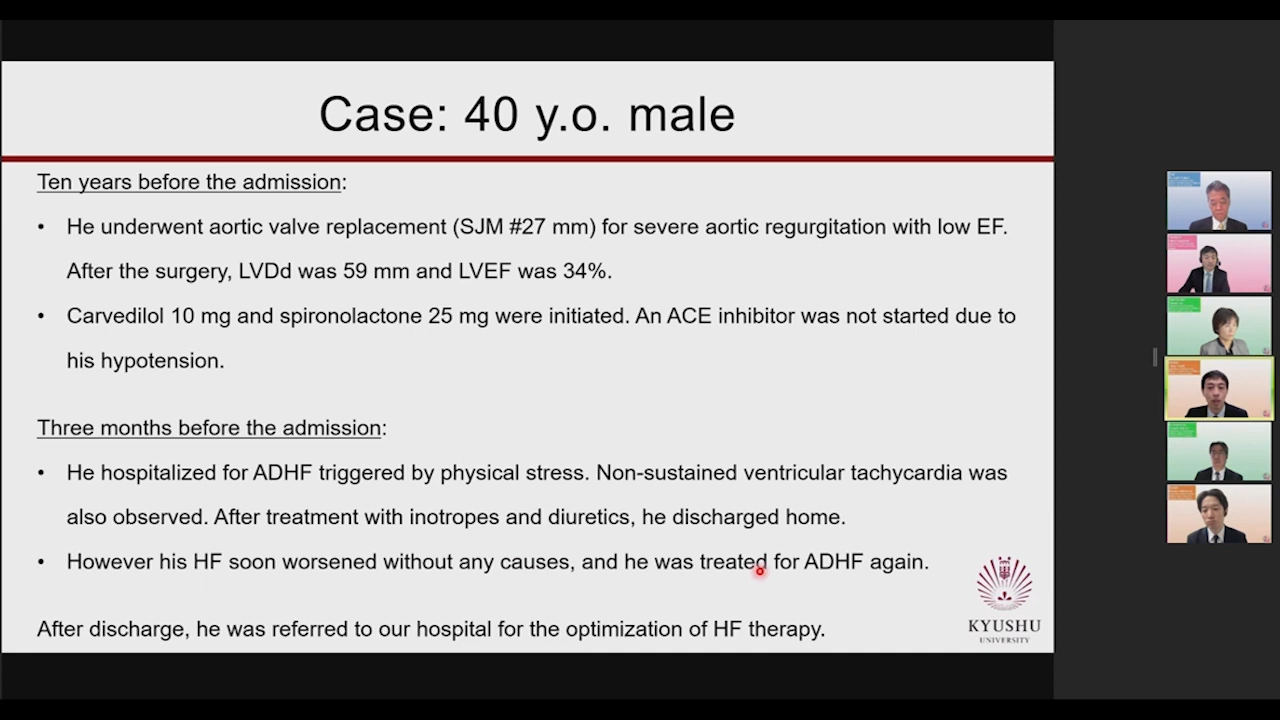 Case: 40 y.o. male
Ten years before the admission:
• He underwent aortic valve replacement (SJM #27 mm) for severe aortic regurgitation with low EF.
After the surgery, LVDd was 59 mm and LVEF was 34%.
• Carvedilol 10 mg and spironolactone 25 mg were initiated. An ACE inhibitor was not started due to
his hypotension.
Three months before the admission:
• He hospitalized for ADHF triggered by physical stress. Non-sustained ventricular tachycardia was
also observed. After treatment with inotropes and diuretics, he discharged home.
• However his HF soon worsened without any causes, and he was treated for ADHF again.
After discharge, he was referred to our hospital for the optimization of HF therapy.
KYUSHU
UNIVERSITY